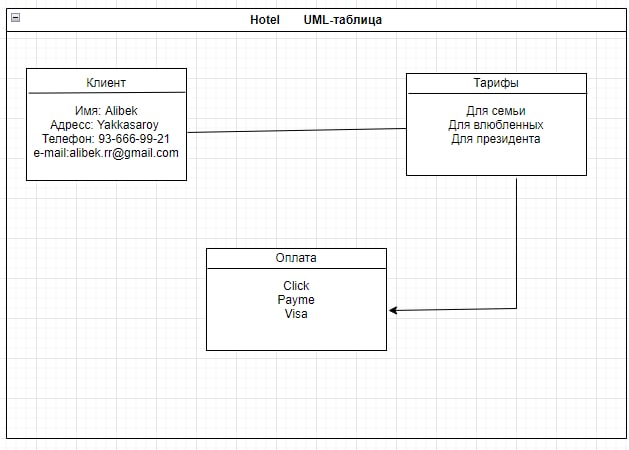 Hotel UML-таблица
Клиент
Имя: Alibek
Адресс: Yakkasaroy
Телефон: 93-666-99-21
e-mail:alibek.rr@gmail.com
Тарифы
Для семьи
Для влюбленных
Для президента
Оплата
Click
Payme
Visa